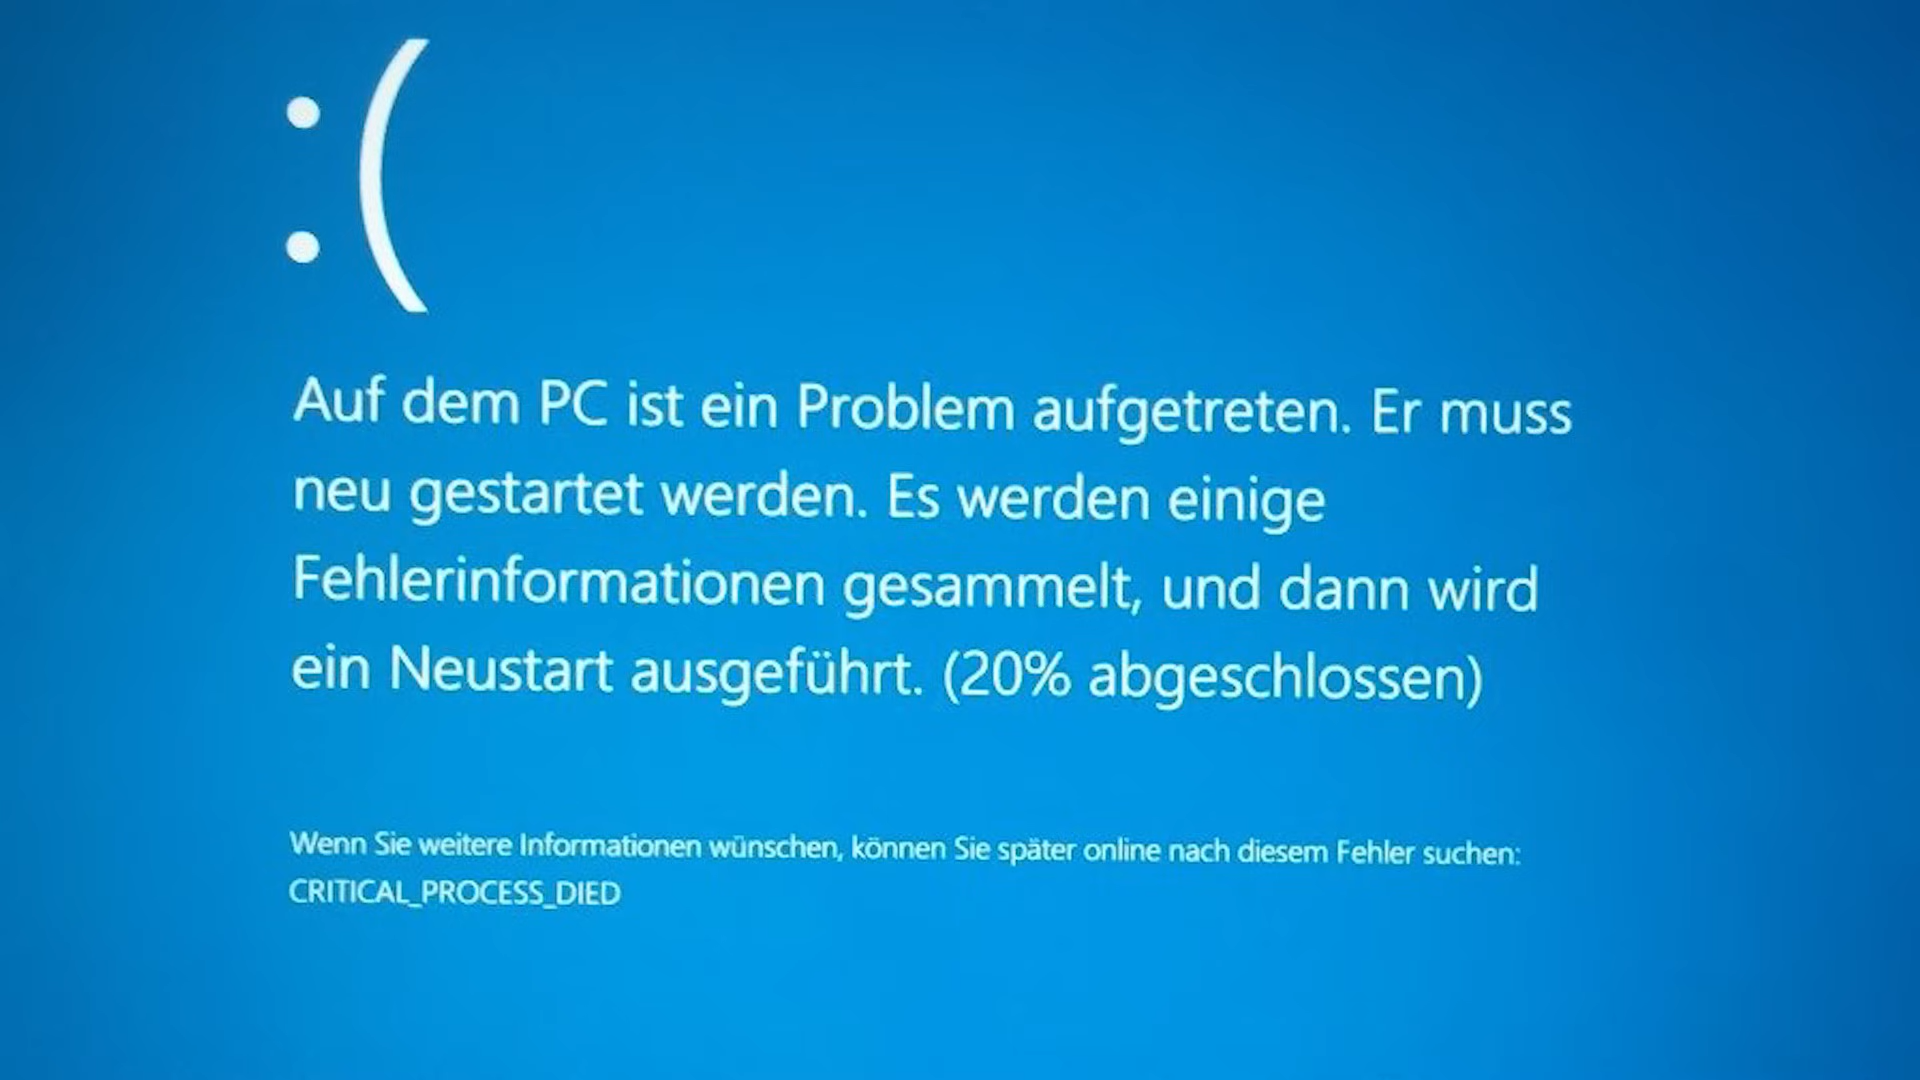 :(
Auf dem PC ist ein Problem aufgetreten. Er muss
neu gestartet werden. Es werden einige
Fehlerinformationen gesammelt, und dann wird
ein Neustart ausgeführt. (20% abgeschlossen)
Wenn Sie weitere Informationen wünschen, können Sie später online nach diesem Fehler suchen:
CRITICAL_PROCESS_DIED